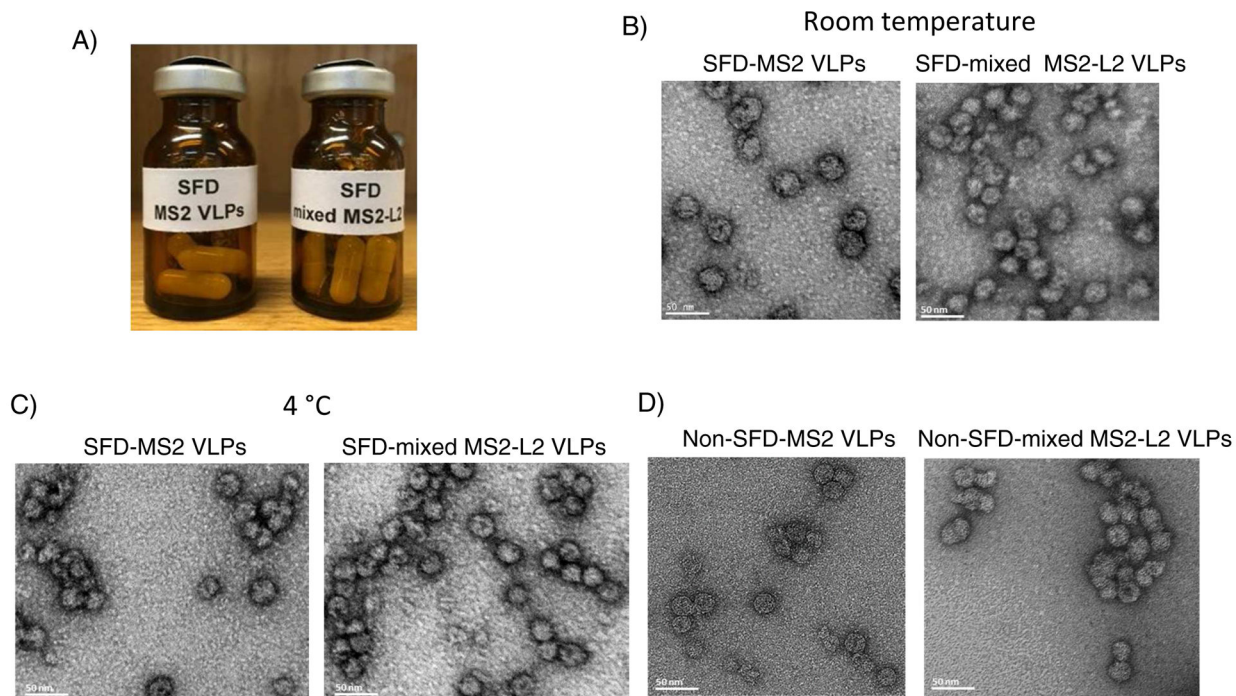 A)
SFD
MS2 VLPs
SFD
mixed MS2-L2
B)
Room temperature
SFD-MS2 VLPs
SFD-mixed MS2-L2 VLPs
50 nm
50 nm
C)
4 °C
SFD-MS2 VLPs
SFD-mixed MS2-L2 VLPs
50 nm
50 nm
D)
Non-SFD-MS2 VLPs
Non-SFD-mixed MS2-L2 VLPs
50 nm
50 nm